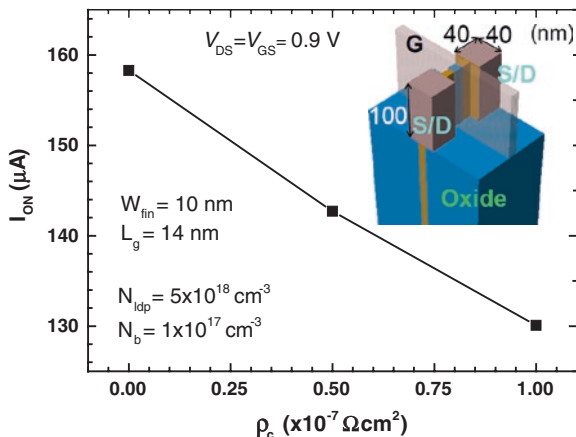 V_DS=V_GS= 0.9 V
40 40 (nm)
G
S/D
100
S/D
Oxide
W_fin = 10 nm
L_g = 14 nm
N_ldp = 5x10^18 cm^-3
N_b = 1x10^17 cm^-3
160
150
140
130
I_ON (μA)
0.00 0.25 0.50 0.75 1.00
ρ_c (x10^-7 Ωcm^2)